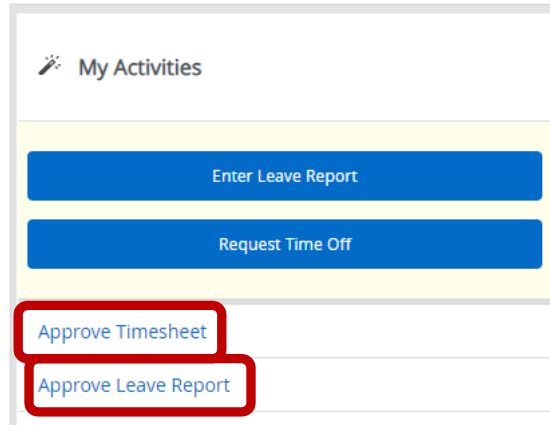 My Activities
Enter Leave Report
Request Time Off
Approve Timesheet
Approve Leave Report